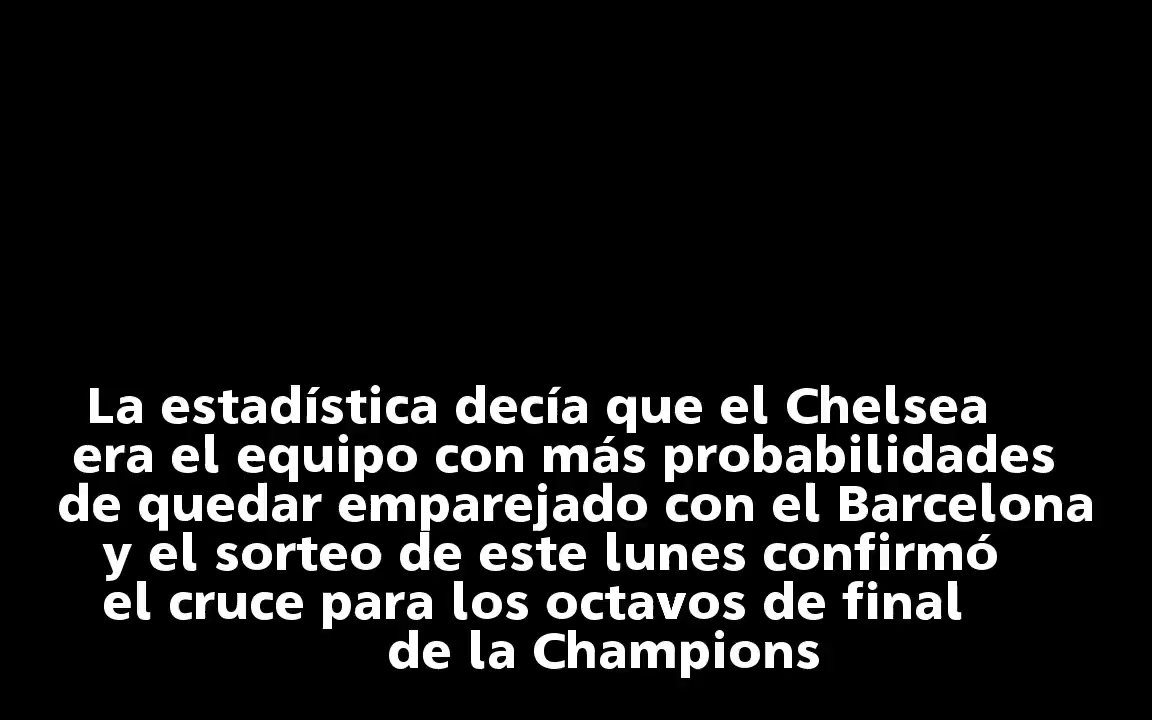 La estadística decía que el Chelsea
era el equipo con más probabilidades
de quedar emparejado con el Barcelona
y el sorteo de este lunes confirmó
el cruce para los octavos de final
de la Champions